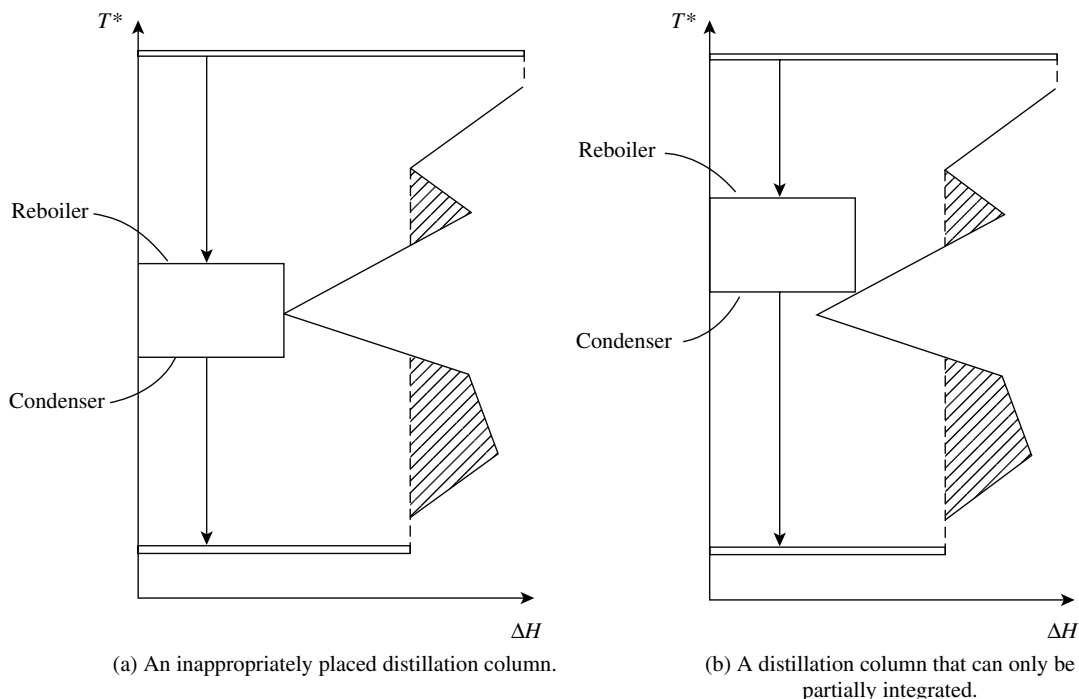 T*
Reboiler
Condenser
ΔH
(a) An inappropriately placed distillation column.
T*
Reboiler
Condenser
ΔH
(b) A distillation column that can only be
partially integrated.